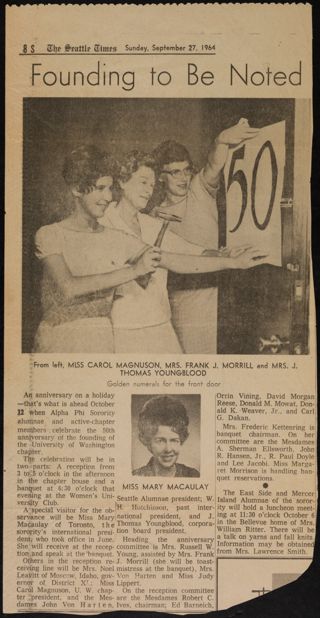 8 S The Seattle Times Sunday, September 27, 1964
Founding to Be Noted
50
From left, MISS CAROL MAGNUSON, MRS. FRANK J. MORRILL and MRS. J.
THOMAS YOUNGBLOOD
Golden numerals for the front door
An anniversary on a holiday
—that's what is ahead October
22 when Alpha Phi Sorority
alumnae and active-chapter
members celebrate the 50th
anniversary of the founding of
the University of Washington
chapter.
The celebration will be in
two parts: A reception from
3 to 5 o'clock in the afternoon
in the chapter house and a
banquet at 6:30 o'clock that
evening at the Women's Uni-
versity Club.
A special visitor for the ob-
servance will be Miss Mary
Macaulay of Toronto, the
sorority's international presi-
dent, who took office in June.
She will receive at the recep-
tion and speak at the banquet.
Others in the reception re-
ceiving line will be Mrs. Noel
Leavitt of Moscow, Idaho, gov-
ernor of District XI; Miss
Carol Magnuson, U. W. chap-
ter president, and the Mes-
dames John Von Harten,
MISS MARY MACAULAY
Seattle Alumnae president; W.
H. Hutchinson, past inter-
national president, and J.
Thomas Youngblood, corpora-
tion board president.
Heading the anniversary
committee is Mrs. Russell W.
Young, assisted by Mrs. Frank
J. Morrill (she will be toast
mistress at the banquet), Mrs.
Von Harten and Miss Judy
Lippert.
On the reception committee
are the Mesdames Robert C.
Ives, chairman; Ed Barneich,
Orrin Vining, David Morgan
Reese, Donald M. Mowat, Don-
ald K. Weaver, Jr., and Carl
G. Dakan.
Mrs. Frederic Kettenring is
banquet chairman. On her
committee are the Mesdames
A. Sherman Ellsworth, John
R. Hansen, Jr., R. Paul Doyle
and Lee Jacobi. Miss Marga-
ret Morrison is handling ban-
quet reservations.
The East Side and Mercer
Island Alumnae of the soror-
ity will hold a luncheon meet-
ing at 11:30 o'clock October 6
in the Bellevue home of Mrs.
William Ritter. There will be
a talk on yarns and fall knits.
Information may be obtained
from Mrs. Lawrence Smith.